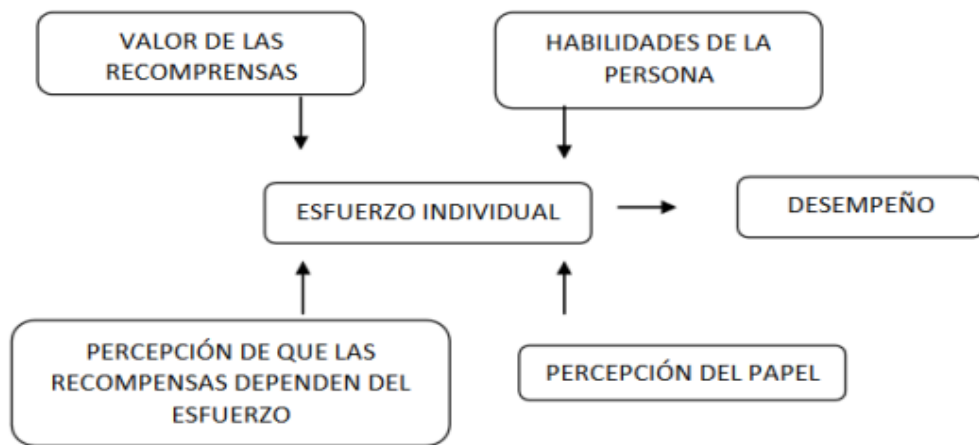 VALOR DE LAS
RECOMPRENSAS
HABILIDADES DE LA
PERSONA
ESFUERZO INDIVIDUAL
DESEMPEÑO
PERCEPCIÓN DE QUE LAS
RECOMPENSAS DEPENDEN DEL
ESFUERZO
PERCEPCIÓN DEL PAPEL